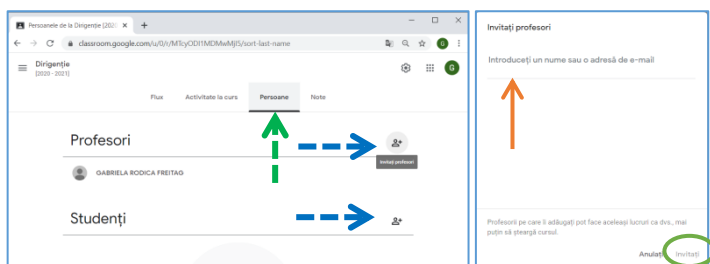 Persoanele de la Dirigenție (202
classroom.google.com/u/0/r/MTcyODI1MDMwMjI5/sort-last-name
G
Dirigenție
[2020 - 2021]
G
Flux Activitate la curs Persoane Note
Profesori
Invitați profesori
GABRIELA RODICA FREITAG
Studenți
Invitați profesori
Introduceți un nume sau o adresă de e-mail
Profesorii pe care îi adăugați pot face aceleași lucruri ca dvs., mai
puțin să șteargă cursul.
Anulați Invitați